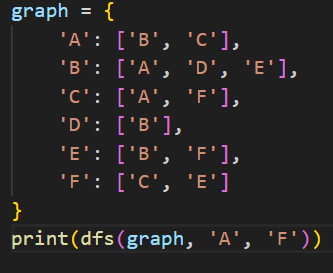 graph = {
    'A': ['B', 'C'],
    'B': ['A', 'D', 'E'],
    'C': ['A', 'F'],
    'D': ['B'],
    'E': ['B', 'F'],
    'F': ['C', 'E']
}
print(dfs(graph, 'A', 'F'))